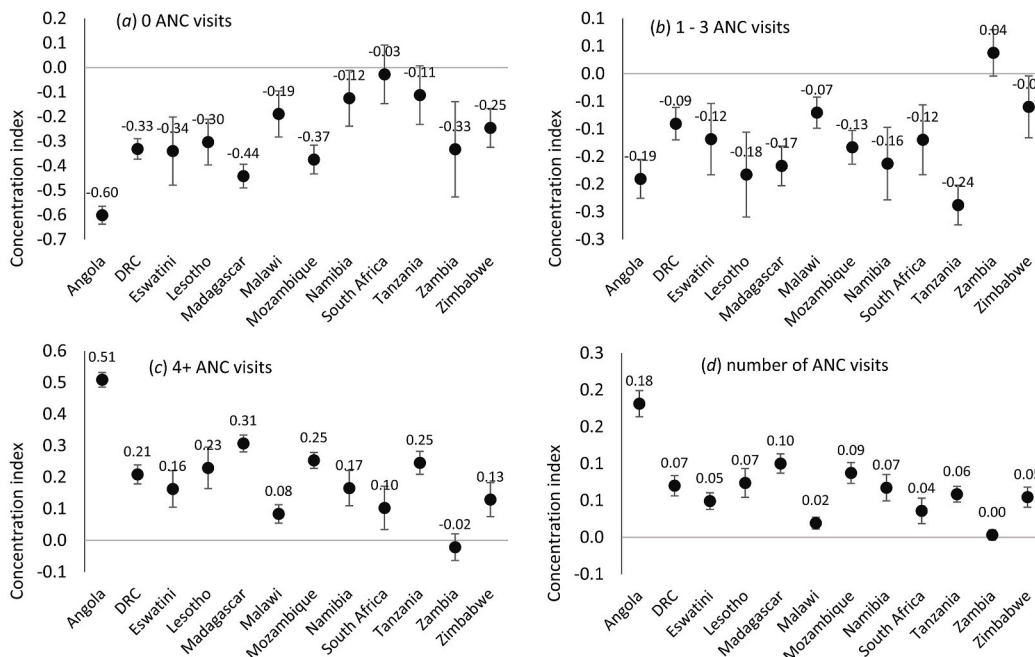 (a) 0 ANC visits
Concentration index
0.2
0.1
0.0
-0.1
-0.2
-0.3
-0.4
-0.5
-0.6
-0.7
-0.60
-0.33
-0.34
-0.30
-0.44
-0.19
-0.37
-0.12
-0.03
-0.11
-0.33
-0.25
Angola
DRC
Eswatini
Lesotho
Madagascar
Malawi
Mozambique
Namibia
South Africa
Tanzania
Zambia
Zimbabwe
(b) 1 - 3 ANC visits
Concentration index
0.1
0.1
0.0
-0.1
-0.1
-0.2
-0.2
-0.3
-0.3
-0.19
-0.09
-0.12
-0.18
-0.17
-0.07
-0.13
-0.16
-0.12
-0.24
0.04
-0.0
Angola
DRC
Eswatini
Lesotho
Madagascar
Malawi
Mozambique
Namibia
South Africa
Tanzania
Zambia
Zimbabwe
(c) 4+ ANC visits
Concentration index
0.6
0.5
0.4
0.3
0.2
0.1
0.0
-0.1
0.51
0.21
0.16
0.23
0.31
0.08
0.25
0.17
0.10
0.25
-0.02
0.13
Angola
DRC
Eswatini
Lesotho
Madagascar
Malawi
Mozambique
Namibia
South Africa
Tanzania
Zambia
Zimbabwe
(d) number of ANC visits
Concentration index
0.3
0.2
0.2
0.1
0.1
0.0
-0.1
0.18
0.07
0.05
0.07
0.10
0.02
0.09
0.07
0.04
0.06
0.00
0.05
Angola
DRC
Eswatini
Lesotho
Madagascar
Malawi
Mozambique
Namibia
South Africa
Tanzania
Zambia
Zimbabwe